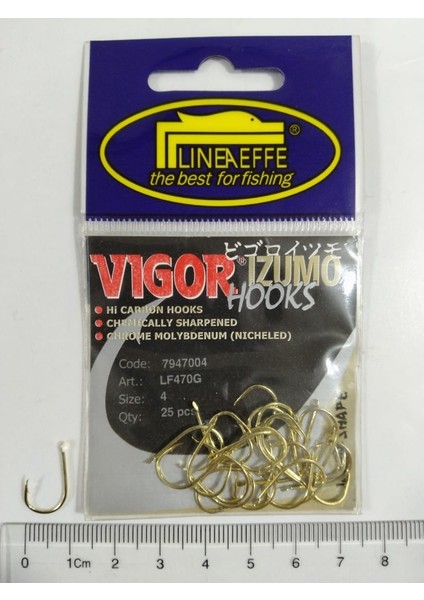 LINEAEFFE®
the best for fishing
ビゴロイヅモ
VIGOR® IZUMO
HOOKS
Hi CARBON HOOKS
CHEMICALLY SHARPENED
CHROME MOLYBDENUM (NICHELED)
Code: 7947004
Art.: LF470G
Size: 4
Qty: 25 pcs
SHAPE
0 1Cm 2 3 4 5 6 7 8